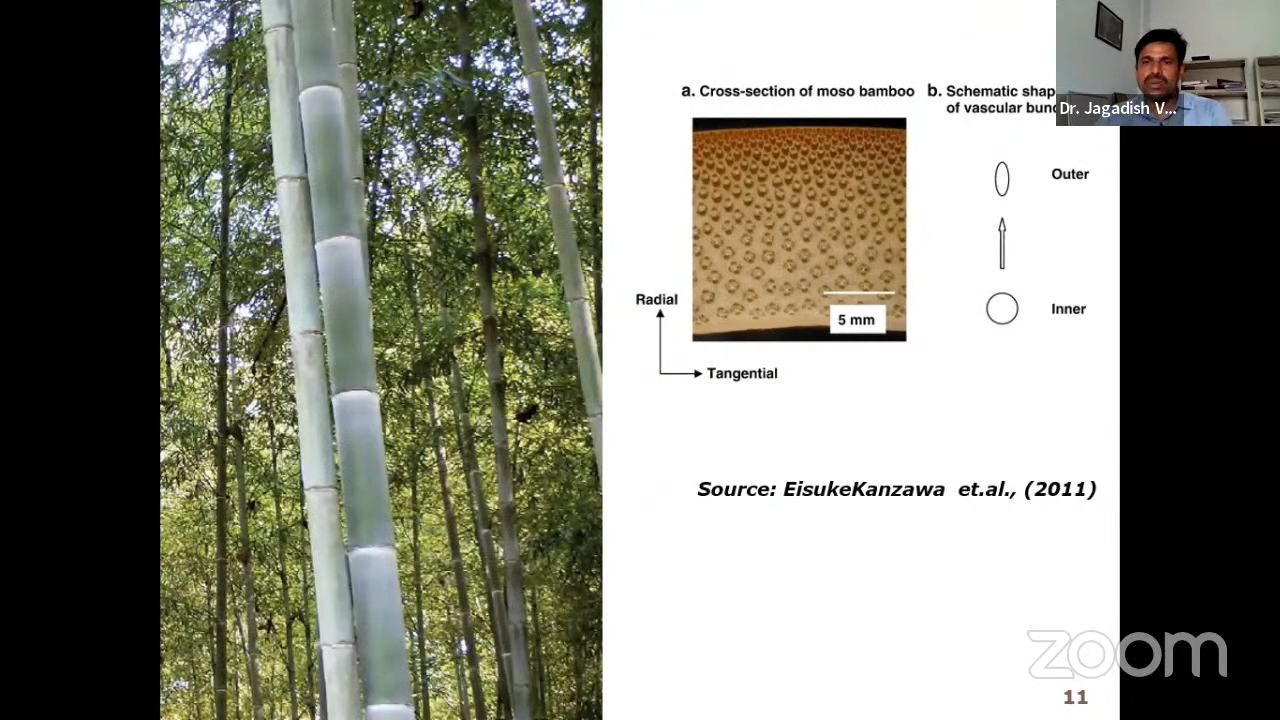 a. Cross-section of moso bamboo
b. Schematic shap
of vascular bund
Dr. Jagadish V...
Outer
Inner
5 mm
Radial
Tangential
Source: EisukeKanzawa et.al., (2011)
zoom
11